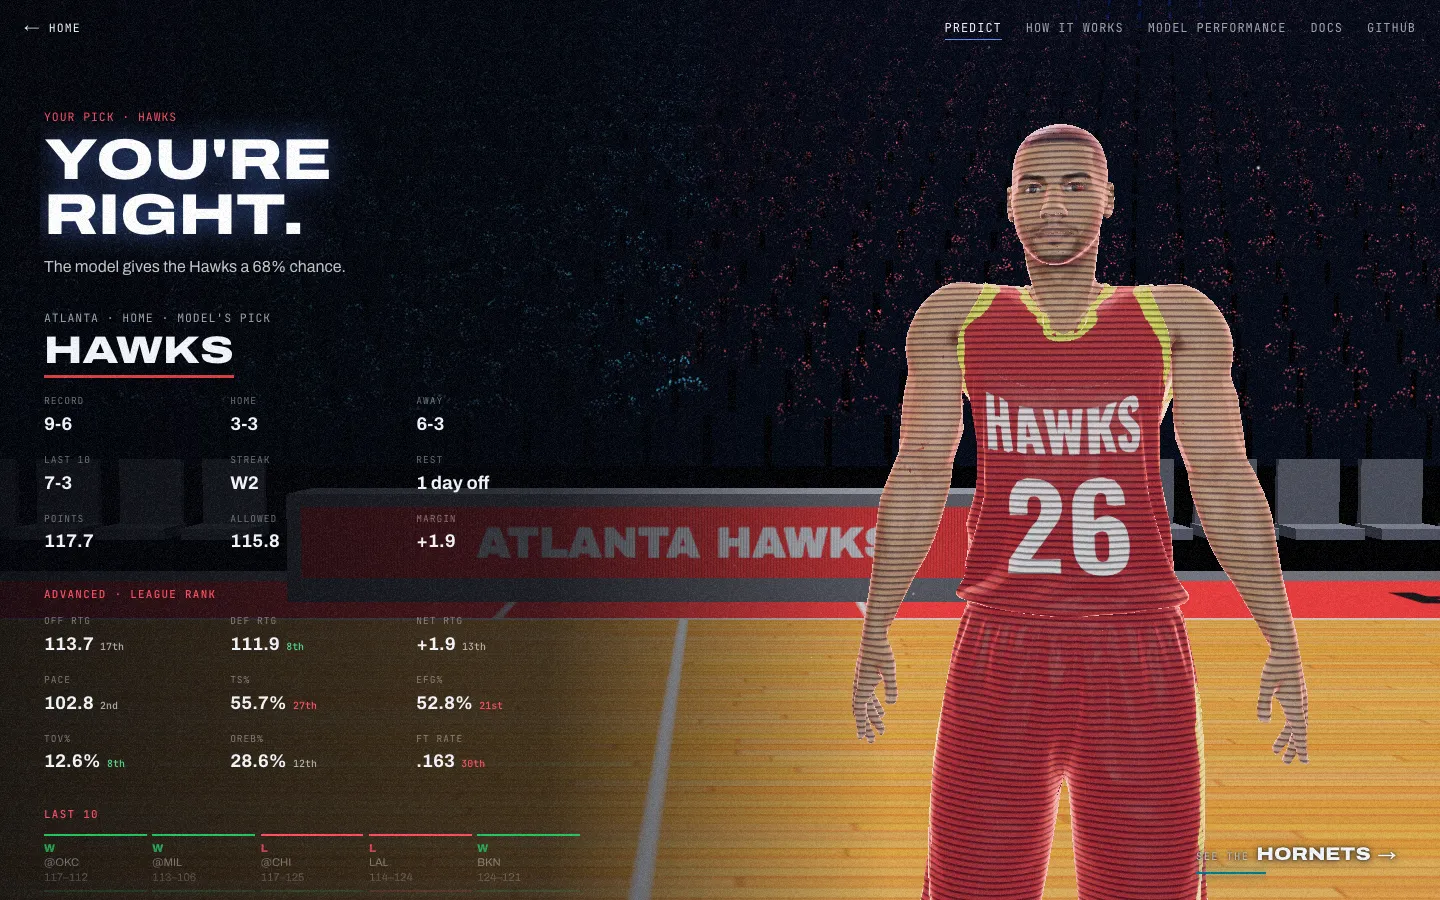 ← HOME
PREDICT HOW IT WORKS MODEL PERFORMANCE DOCS GITHUB
YOUR PICK · HAWKS
YOU'RE
RIGHT.
The model gives the Hawks a 68% chance.
ATLANTA · HOME · MODEL'S PICK
HAWKS
RECORD HOME AWAY
9-6 3-3 6-3
LAST 10 STREAK REST
7-3 W2 1 day off
POINTS ALLOWED MARGIN
117.7 115.8 +1.9
ADVANCED · LEAGUE RANK
OFF RTG DEF RTG NET RTG
113.7 17th 111.9 8th +1.9 13th
PACE TS% EFG%
102.8 2nd 55.7% 27th 52.8% 21st
TOV% OREB% FT RATE
12.6% 8th 28.6% 12th .163 30th
LAST 10
W W L L W
@OKC @MIL @CHI LAL BKN
117–112 113–106 117–125 114–124 124–121
ATLANTA HAWKS
HAWKS
26
SEE THE HORNETS →